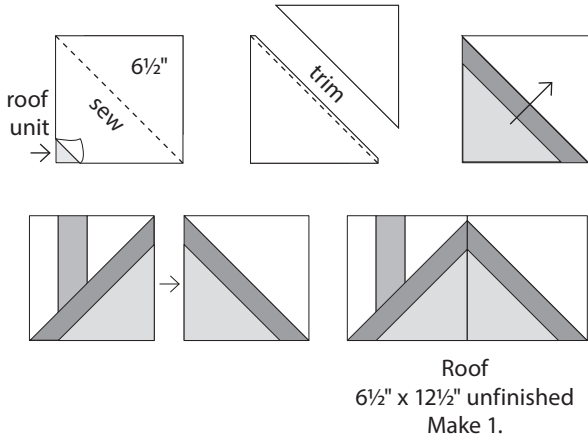 6½"
roof
unit
sew
trim
Roof
6½" x 12½" unfinished
Make 1.